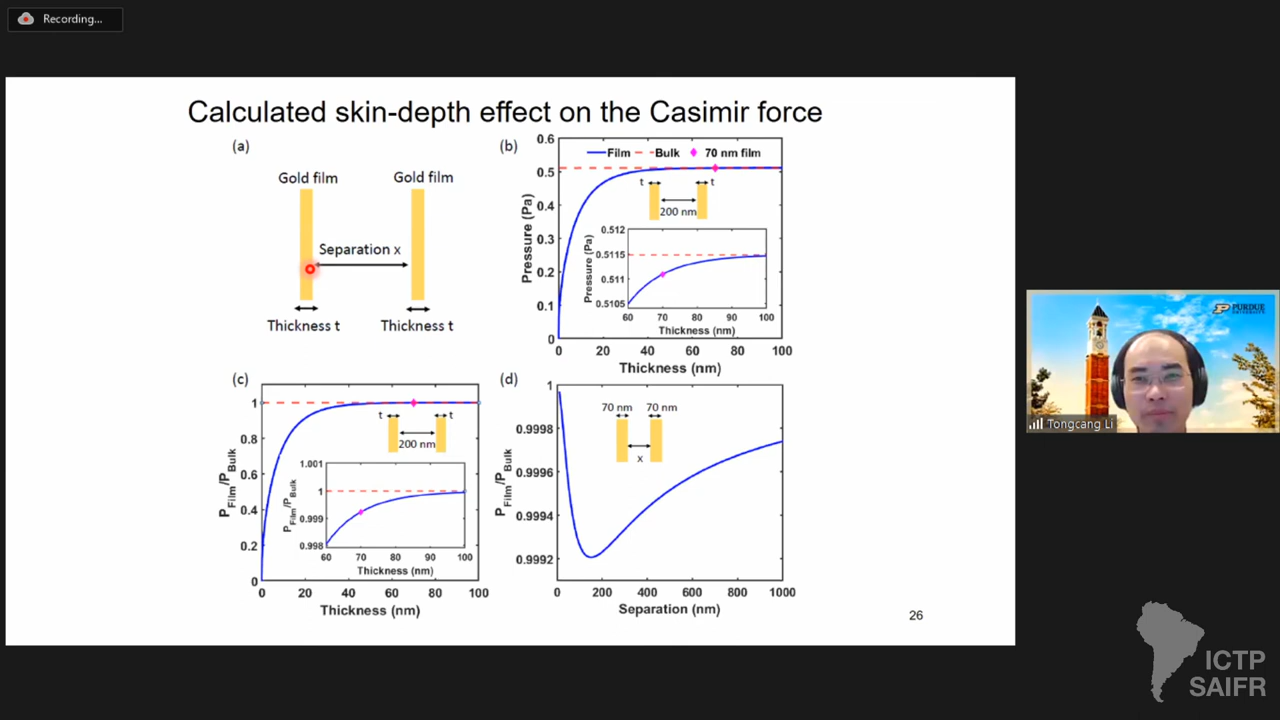 Recording...
Calculated skin-depth effect on the Casimir force
(a)
Gold film
Gold film
Separation x
Thickness t
Thickness t
(b)
Film
Bulk
70 nm film
t
t
200 nm
Pressure (Pa)
0.6
0.5
0.4
0.3
0.2
0.1
0
0
20
40
60
80
100
Thickness (nm)
0.512
0.5115
0.511
0.5105
Pressure (Pa)
60
70
80
90
100
Thickness (nm)
(c)
1
0.8
0.6
0.4
0.2
0
P_Film/P_Bulk
t
t
200 nm
1.001
1
0.999
0.998
P_Film/P_Bulk
60
70
80
90
100
Thickness (nm)
0
20
40
60
80
100
Thickness (nm)
(d)
1
0.9998
0.9996
0.9994
0.9992
P_Film/P_Bulk
70 nm
70 nm
x
0
200
400
600
800
1000
Separation (nm)
26
PURDUE
UNIVERSITY
Tongcang Li
ICTP
SAIFR